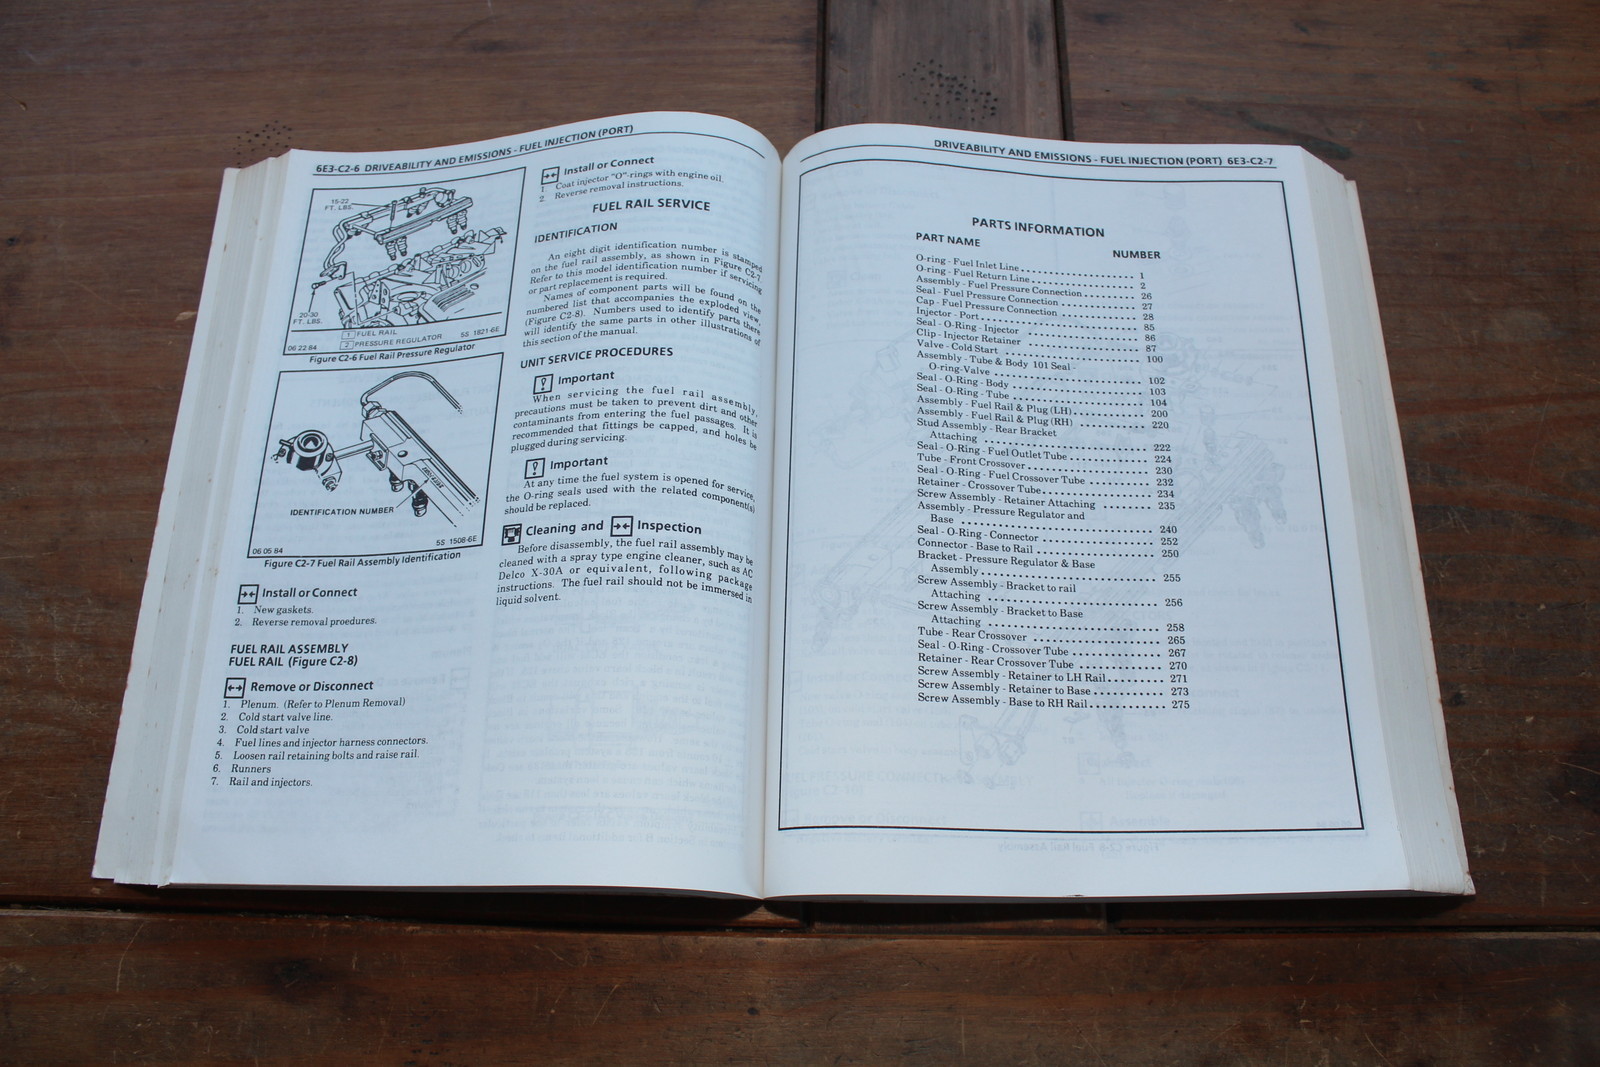 6E3-C2-6 DRIVEABILITY AND EMISSIONS - FUEL INJECTION (PORT)
15-22
FT. LBS.
20-30
FT. LBS.
1 FUEL RAIL
2 PRESSURE REGULATOR
06 22 84
5S 1821-6E
Figure C2-6 Fuel Rail Pressure Regulator
IDENTIFICATION NUMBER
06 05 84
5S 1508-6E
Figure C2-7 Fuel Rail Assembly Identification
Install or Connect
1. New gaskets.
2. Reverse removal proedures.
FUEL RAIL ASSEMBLY
FUEL RAIL (Figure C2-8)
Remove or Disconnect
1. Plenum. (Refer to Plenum Removal)
2. Cold start valve line.
3. Cold start valve
4. Fuel lines and injector harness connectors.
5. Loosen rail retaining bolts and raise rail.
6. Runners
7. Rail and injectors.
Install or Connect
1. Coat injector "O"-rings with engine oil.
2. Reverse removal instructions.
FUEL RAIL SERVICE
IDENTIFICATION
An eight digit identification number is stamped
on the fuel rail assembly, as shown in Figure C2-7.
Refer to this model identification number if servicing
or part replacement is required.
Names of component parts will be found on the
numbered list that accompanies the exploded view,
(Figure C2-8). Numbers used to identify parts there
will identify the same parts in other illustrations of
this section of the manual.
UNIT SERVICE PROCEDURES
Important
When servicing the fuel rail assembly,
precautions must be taken to prevent dirt and other
contaminants from entering the fuel passages. It is
recommended that fittings be capped, and holes be
plugged during servicing.
Important
At any time the fuel system is opened for service,
the O-ring seals used with the related component(s)
should be replaced.
Cleaning and Inspection
Before disassembly, the fuel rail assembly may be
cleaned with a spray type engine cleaner, such as AC
Delco X-30A or equivalent, following package
instructions. The fuel rail should not be immersed in
liquid solvent.
DRIVEABILITY AND EMISSIONS - FUEL INJECTION (PORT) 6E3-C2-7
PARTS INFORMATION
PART NAME NUMBER
O-ring - Fuel Inlet Line 1
O-ring - Fuel Return Line 2
Assembly - Fuel Pressure Connection 26
Seal - Fuel Pressure Connection 27
Cap - Fuel Pressure Connection 28
Injector - Port 85
Seal - O-Ring - Injector 86
Clip - Injector Retainer 87
Valve - Cold Start 100
Assembly - Tube & Body 101 Seal -
O-ring-Valve 102
Seal - O-Ring - Body 103
Seal - O-Ring - Tube 104
Assembly - Fuel Rail & Plug (LH) 200
Assembly - Fuel Rail & Plug (RH) 220
Stud Assembly - Rear Bracket
Attaching 222
Seal - O-Ring - Fuel Outlet Tube 224
Tube - Front Crossover 230
Seal - O-Ring - Fuel Crossover Tube 232
Retainer - Crossover Tube 234
Screw Assembly - Retainer Attaching 235
Assembly - Pressure Regulator and
Base 240
Seal - O-Ring - Connector 252
Connector - Base to Rail 250
Bracket - Pressure Regulator & Base
Assembly 255
Screw Assembly - Bracket to rail
Attaching 256
Screw Assembly - Bracket to Base
Attaching 258
Tube - Rear Crossover 265
Seal - O-Ring - Crossover Tube 267
Retainer - Rear Crossover Tube 270
Screw Assembly - Retainer to LH Rail 271
Screw Assembly - Retainer to Base 273
Screw Assembly - Base to RH Rail 275